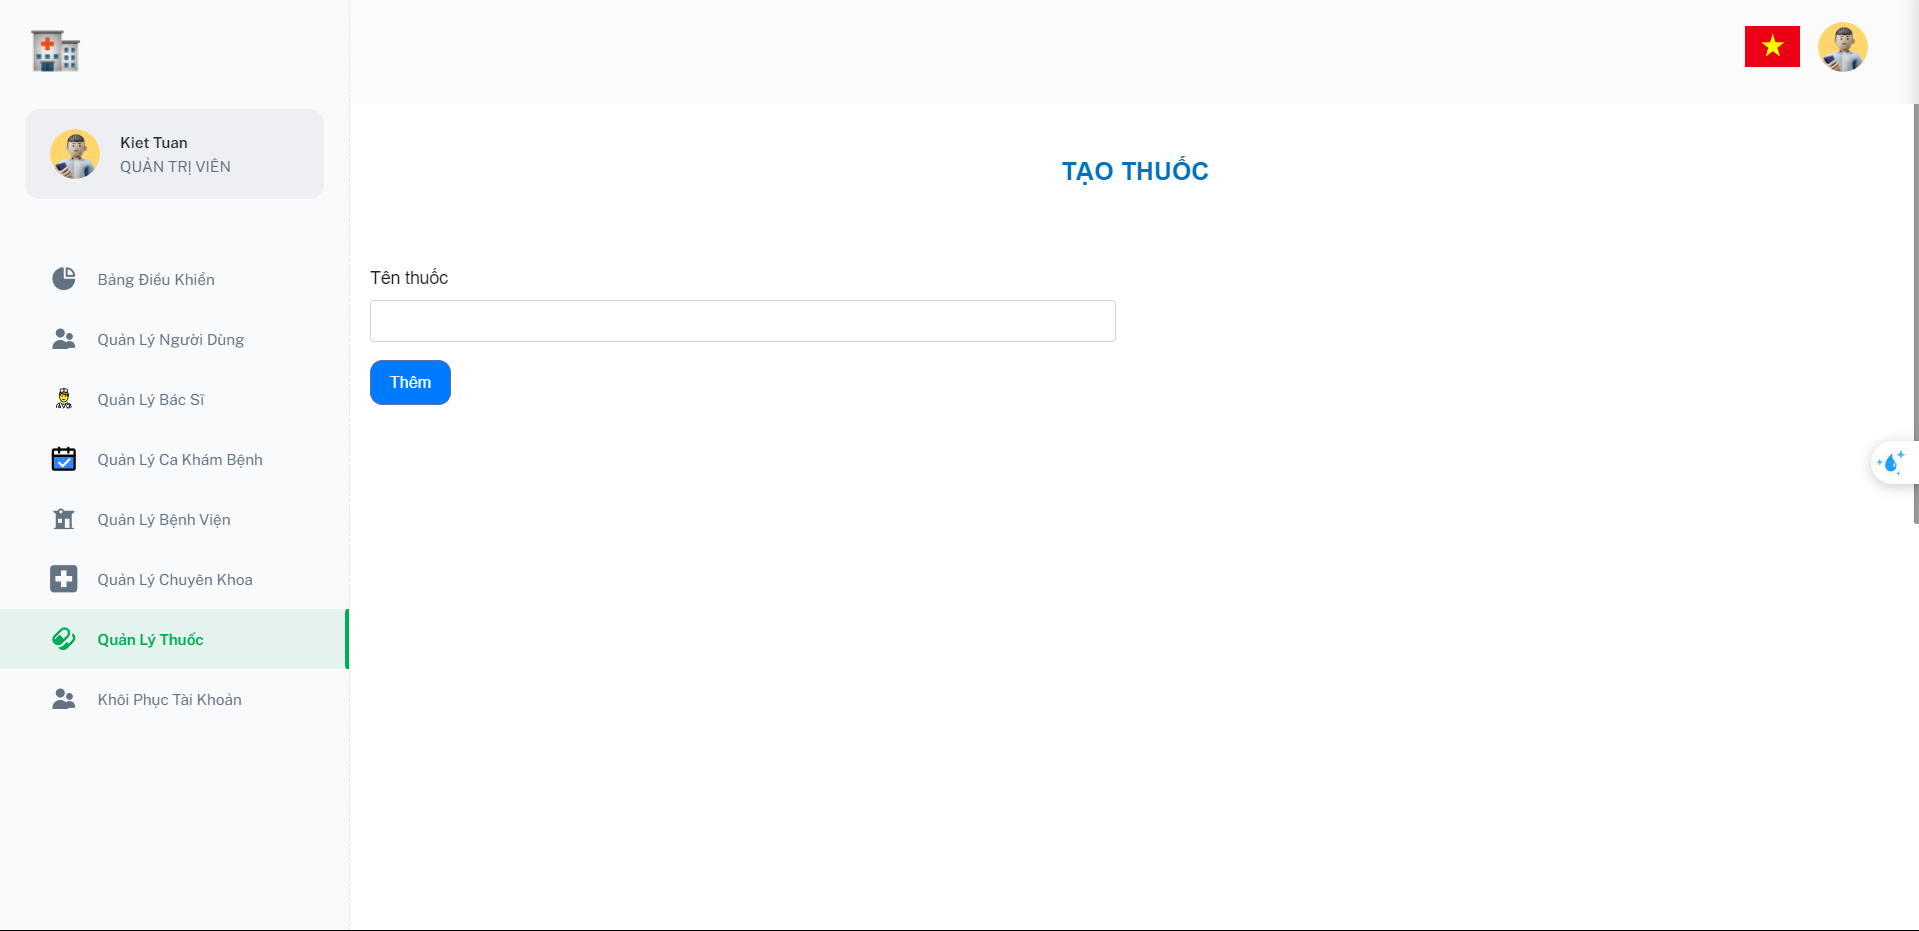 Kiet Tuan
QUẢN TRỊ VIÊN
Bảng Điều Khiển
Quản Lý Người Dùng
Quản Lý Bác Sĩ
Quản Lý Ca Khám Bệnh
Quản Lý Bệnh Viện
Quản Lý Chuyên Khoa
Quản Lý Thuốc
Khôi Phục Tài Khoản
TẠO THUỐC
Tên thuốc
Thêm